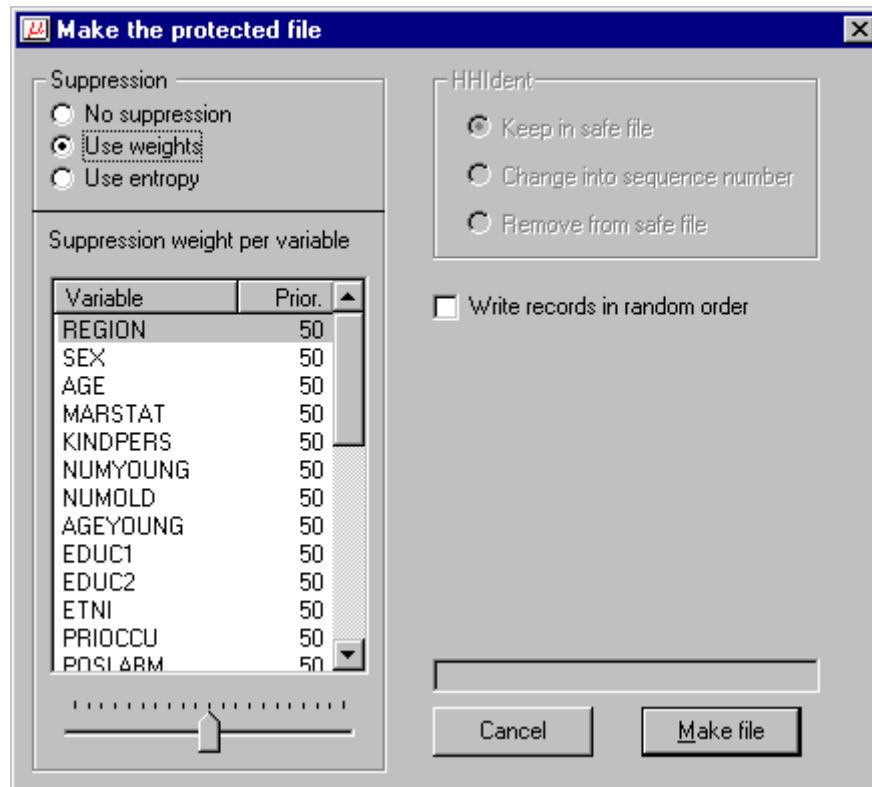 μ Make the protected file
Suppression
No suppression
Use weights
Use entropy
Suppression weight per variable
Variable Prior.
REGION 50
SEX 50
AGE 50
MARSTAT 50
KINDPERS 50
NUMYOUNG 50
NUMOLD 50
AGEYOUNG 50
EDUC1 50
EDUC2 50
ETNI 50
PRIOCCU 50
POSLABM 50
HHIdent
Keep in safe file
Change into sequence number
Remove from safe file
Write records in random order
Cancel Make file